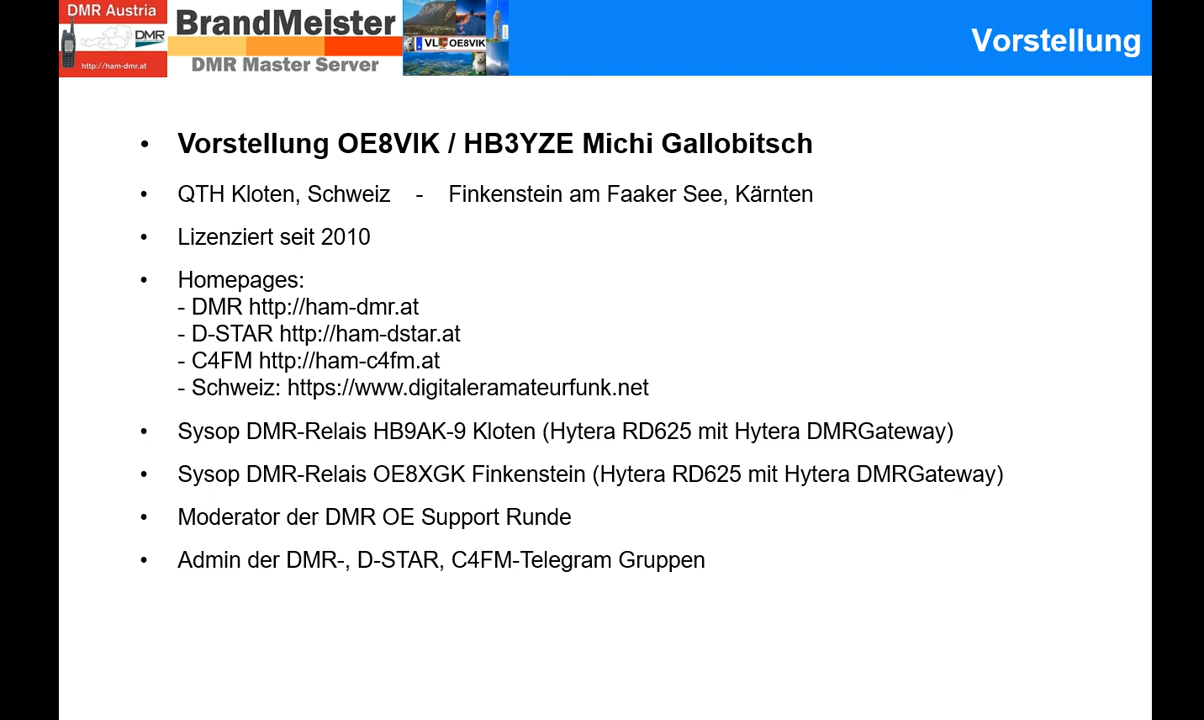 DMR Austria
DMR
http://ham-dmr.at
BrandMeister
DMR Master Server
VL OE8VIK
Vorstellung
• Vorstellung OE8VIK / HB3YZE Michi Gallobitsch
• QTH Kloten, Schweiz - Finkenstein am Faaker See, Kärnten
• Lizenziert seit 2010
• Homepages:
- DMR http://ham-dmr.at
- D-STAR http://ham-dstar.at
- C4FM http://ham-c4fm.at
- Schweiz: https://www.digitaleramateurfunk.net
• Sysop DMR-Relais HB9AK-9 Kloten (Hytera RD625 mit Hytera DMRGateway)
• Sysop DMR-Relais OE8XGK Finkenstein (Hytera RD625 mit Hytera DMRGateway)
• Moderator der DMR OE Support Runde
• Admin der DMR-, D-STAR, C4FM-Telegram Gruppen